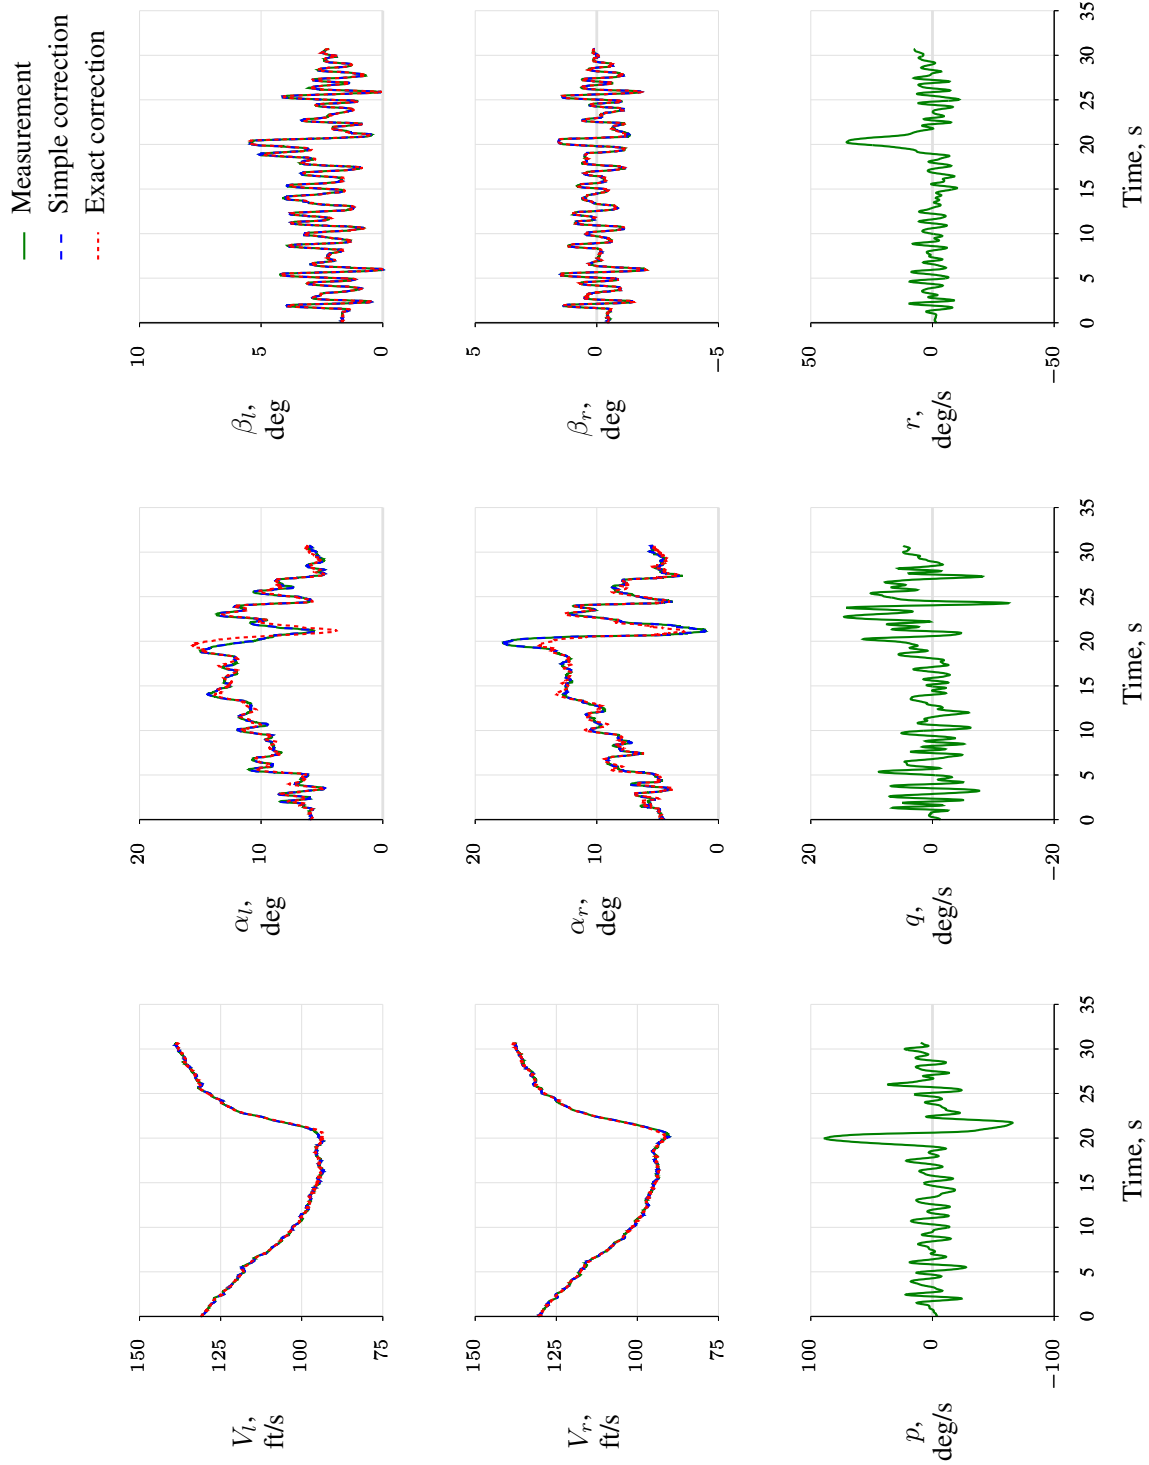 Measurement
Simple correction
Exact correction
V_l,
ft/s
150
125
100
75
α_l,
deg
20
10
0
β_l,
deg
10
5
0
V_r,
ft/s
150
125
100
75
α_r,
deg
20
10
0
β_r,
deg
5
0
−5
p,
deg/s
100
0
−100
0 5 10 15 20 25 30 35
Time, s
q,
deg/s
20
0
−20
0 5 10 15 20 25 30 35
Time, s
r,
deg/s
50
0
−50
0 5 10 15 20 25 30 35
Time, s